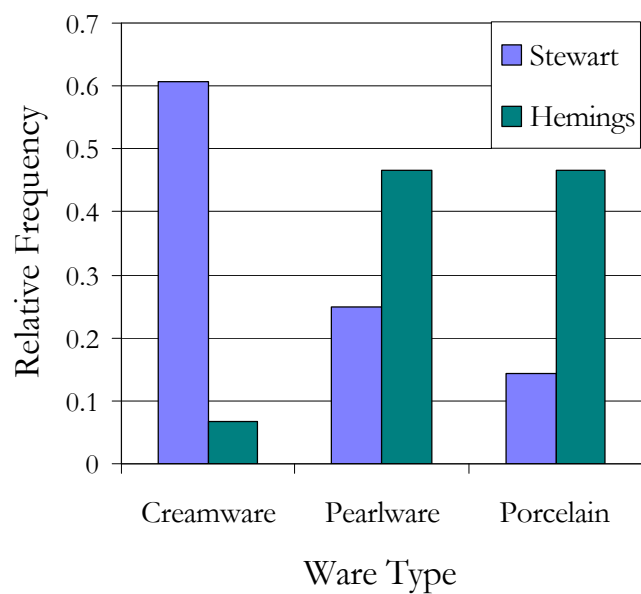 0.7
0.6
0.5
0.4
0.3
0.2
0.1
0
Relative Frequency
Stewart
Hemings
Creamware Pearlware Porcelain
Ware Type